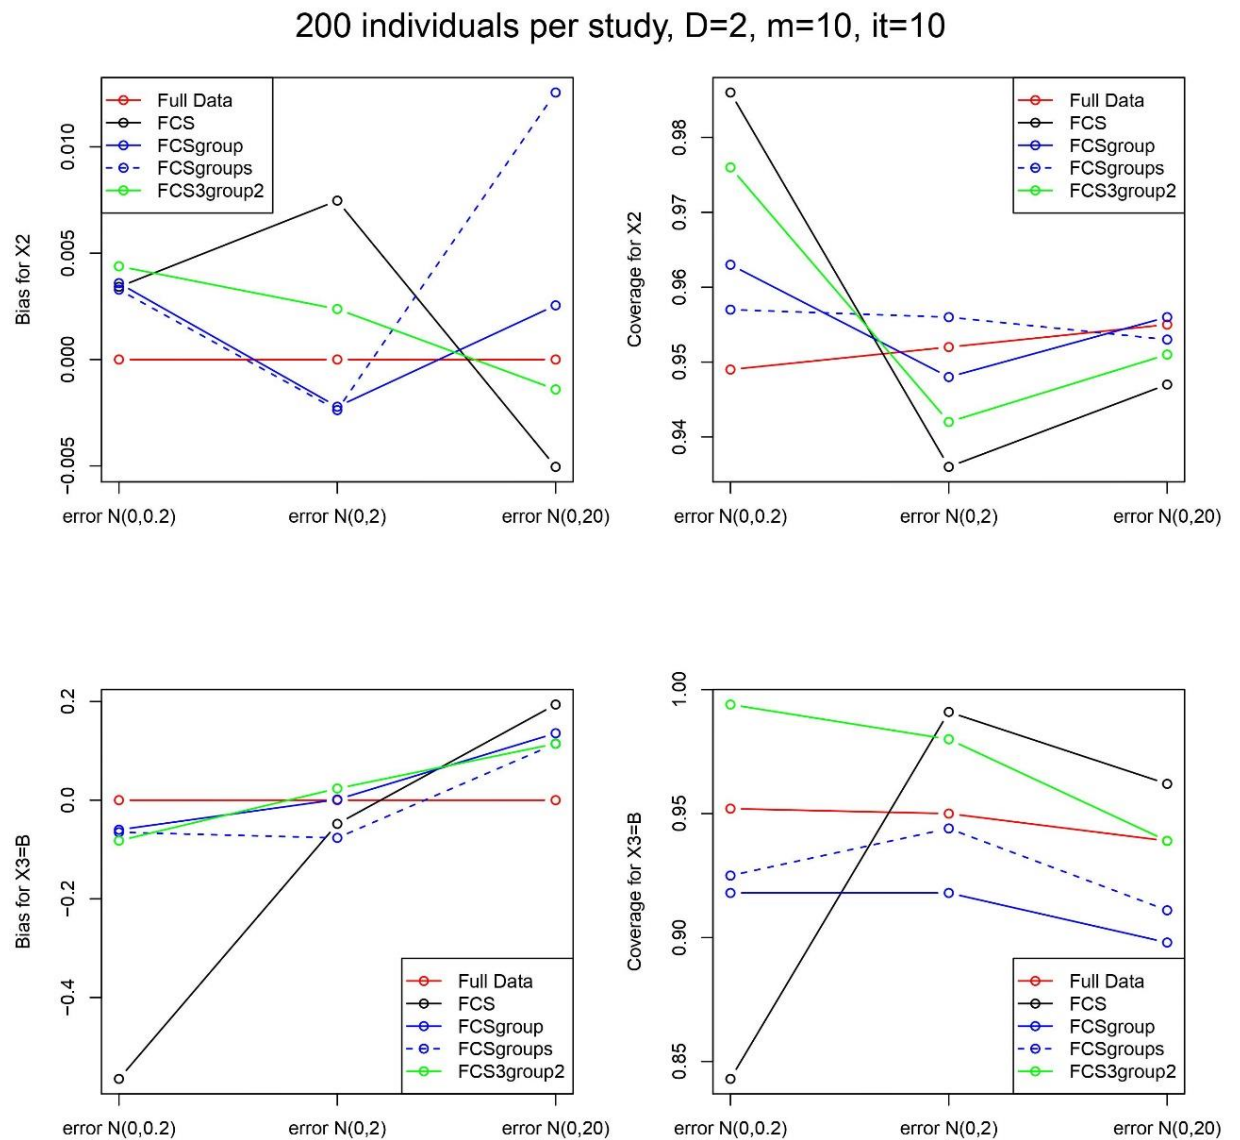 200 individuals per study, D=2, m=10, it=10
Full Data
FCS
FCSgroup
FCSgroups
FCS3group2
Bias for X2
0.010
0.005
0.000
−0.005
error N(0,0.2)
error N(0,2)
error N(0,20)
Full Data
FCS
FCSgroup
FCSgroups
FCS3group2
Coverage for X2
0.98
0.97
0.96
0.95
0.94
error N(0,0.2)
error N(0,2)
error N(0,20)
Bias for X3=B
0.2
0.0
−0.2
−0.4
Full Data
FCS
FCSgroup
FCSgroups
FCS3group2
error N(0,0.2)
error N(0,2)
error N(0,20)
Coverage for X3=B
1.00
0.95
0.90
0.85
Full Data
FCS
FCSgroup
FCSgroups
FCS3group2
error N(0,0.2)
error N(0,2)
error N(0,20)